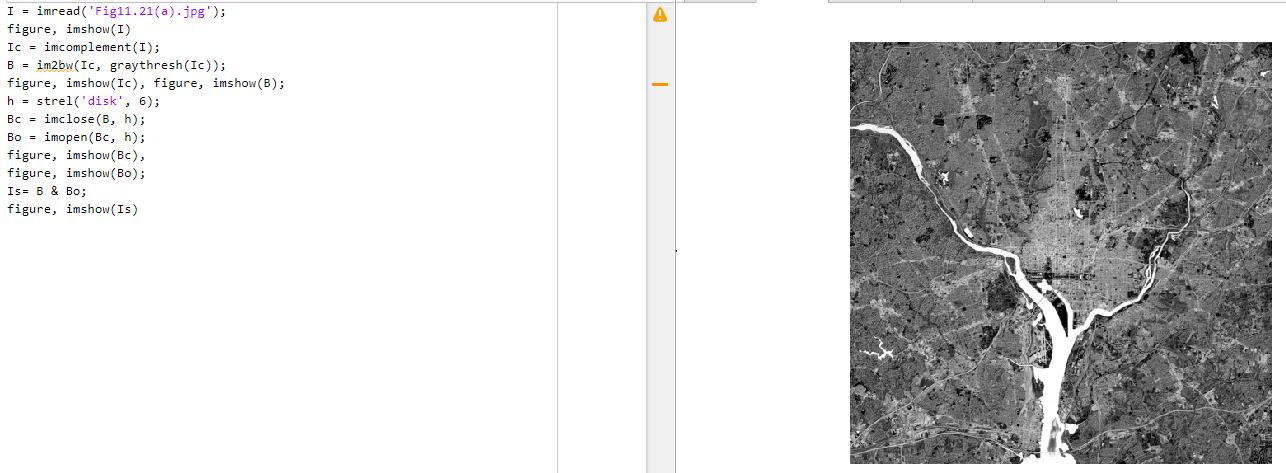 I = imread('Fig11.21(a).jpg');
figure, imshow(I)
Ic = imcomplement(I);
B = im2bw(Ic, graythresh(Ic));
figure, imshow(Ic), figure, imshow(B);
h = strel('disk', 6);
Bc = imclose(B, h);
Bo = imopen(Bc, h);
figure, imshow(Bc),
figure, imshow(Bo);
Is= B & Bo;
figure, imshow(Is)